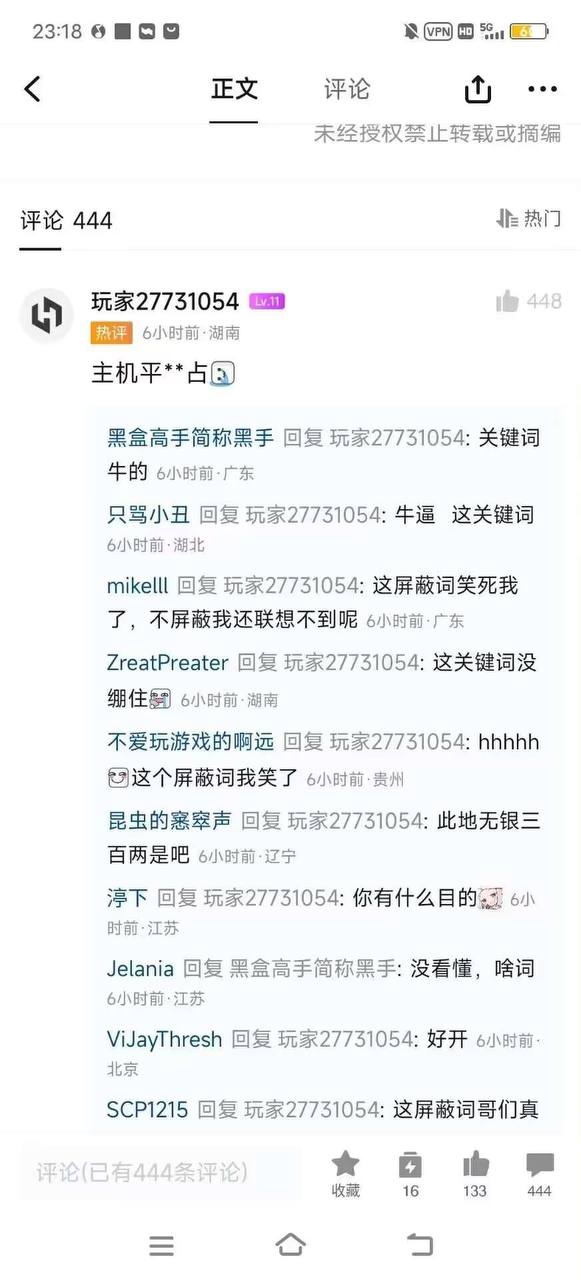 23:18
VPN HD 5G
正文 评论
未经授权禁止转载或摘编
评论 444 热门
玩家27731054 Lv.11 448
热评 6小时前·湖南
主机平**占
黑盒高手简称黑手 回复 玩家27731054: 关键词
牛的 6小时前·广东
只骂小丑 回复 玩家27731054: 牛逼 这关键词
6小时前·湖北
mikelll 回复 玩家27731054: 这屏蔽词笑死我
了，不屏蔽我还联想不到呢 6小时前·广东
ZreatPreater 回复 玩家27731054: 这关键词没
绷住 6小时前·湖南
不爱玩游戏的啊远 回复 玩家27731054: hhhhh
这个屏蔽词我笑了 6小时前·贵州
昆虫的窸窣声 回复 玩家27731054: 此地无银三
百两是吧 6小时前·辽宁
渟下 回复 玩家27731054: 你有什么目的 6小
时前·江苏
Jelania 回复 黑盒高手简称黑手: 没看懂，啥词
6小时前·江苏
ViJayThresh 回复 玩家27731054: 好开 6小时前·
北京
SCP1215 回复 玩家27731054: 这屏蔽词哥们真
评论(已有444条评论)
收藏 16 133 444